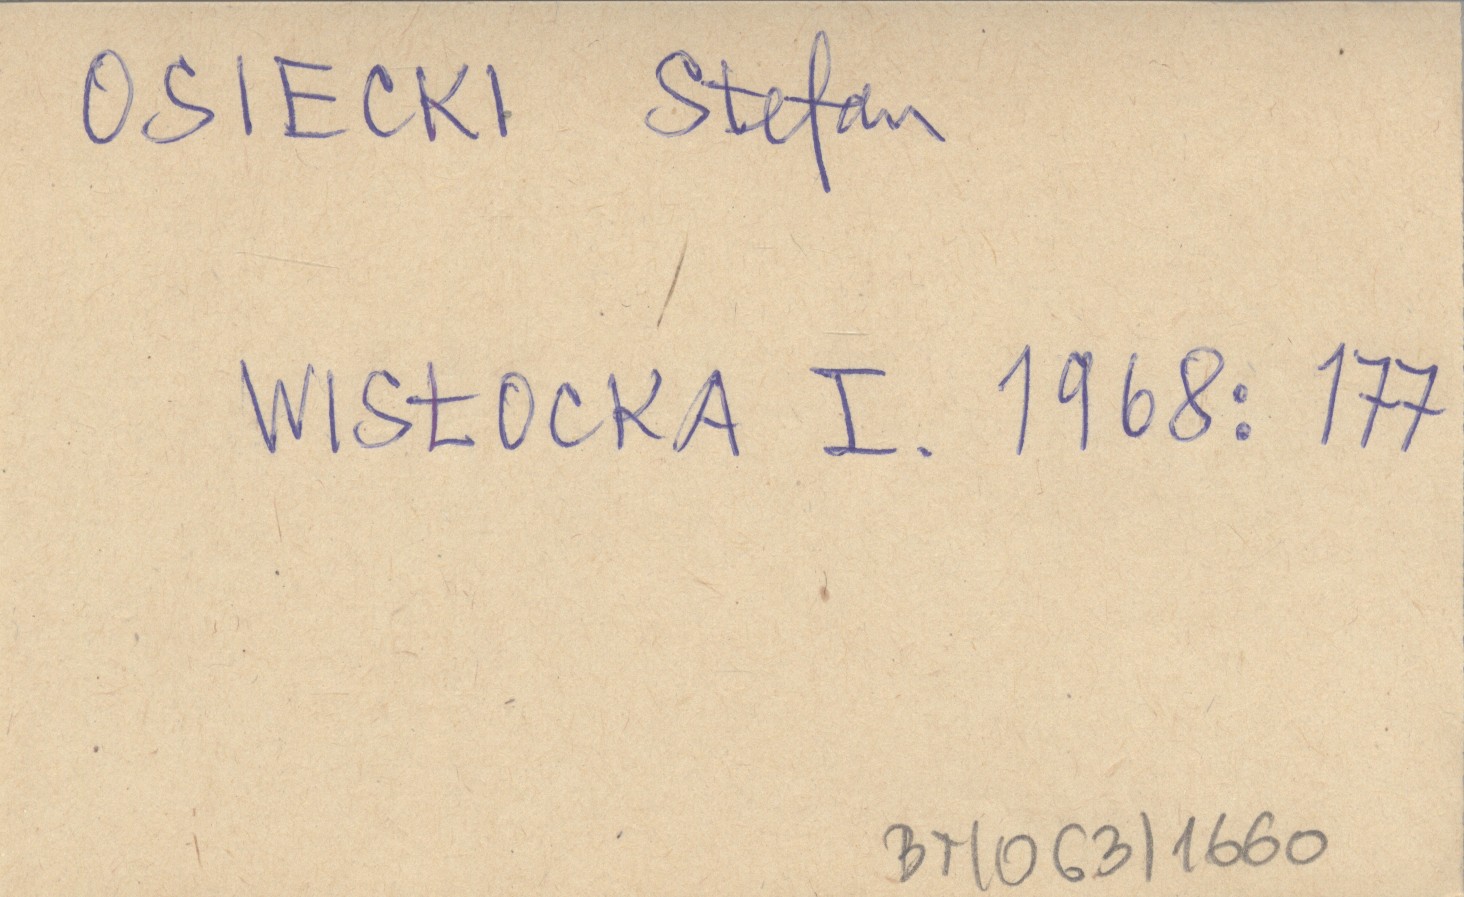 OSIECKI Stefan
WISŁOCKA I. 1968: 177
BT(063)1660